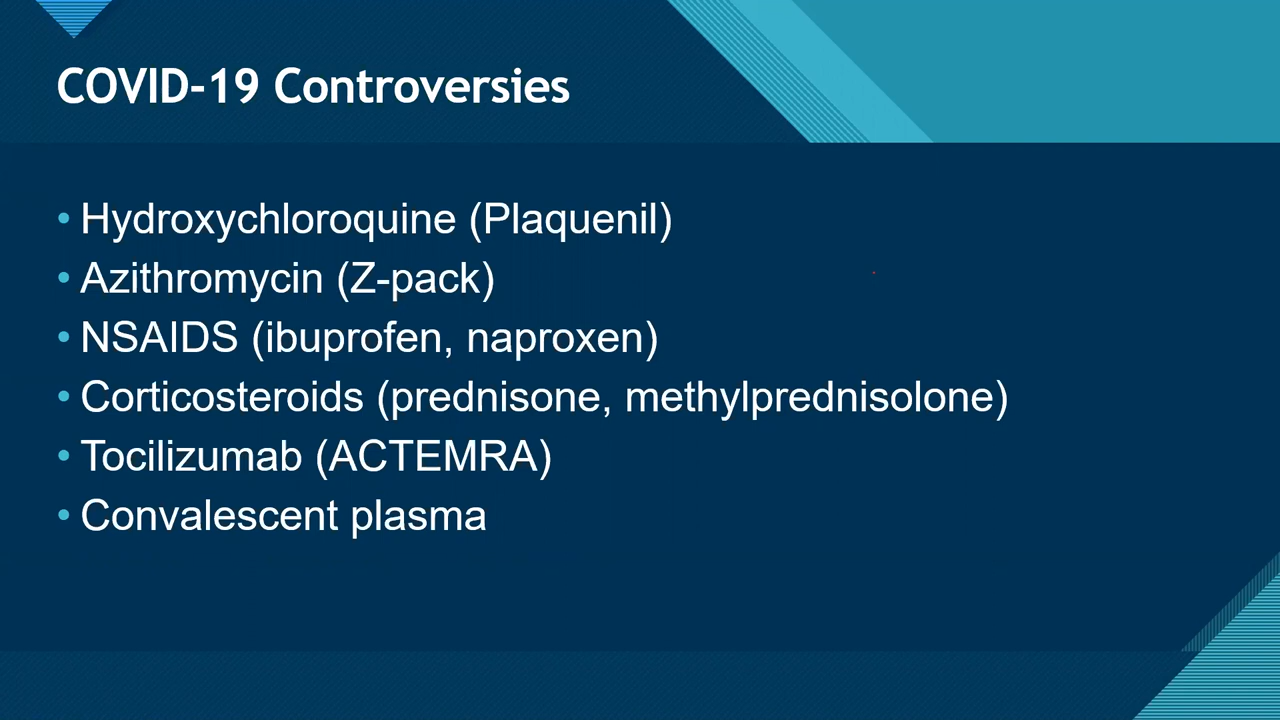 COVID-19 Controversies
• Hydroxychloroquine (Plaquenil)
• Azithromycin (Z-pack)
• NSAIDS (ibuprofen, naproxen)
• Corticosteroids (prednisone, methylprednisolone)
• Tocilizumab (ACTEMRA)
• Convalescent plasma